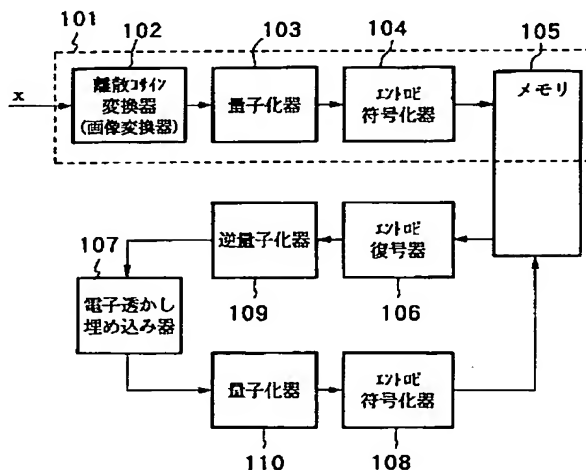 101
102
103
104
105
x
離散コサイン
変換器
(画像変換器)
量子化器
エントロピ
符号化器
メモリ
107
電子透かし
埋め込み器
逆量子化器
109
エントロピ
復号器
106
量子化器
110
エントロピ
符号化器
108